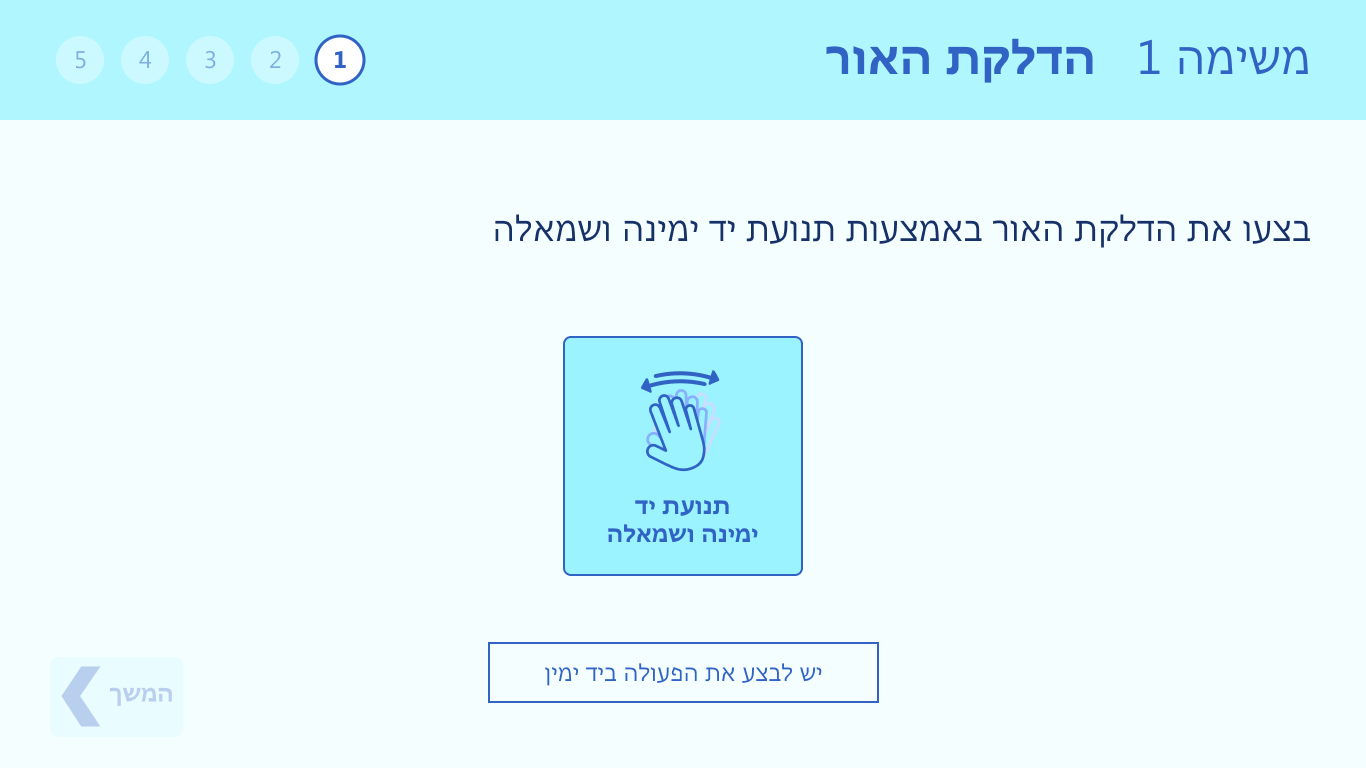 משימה 1 הדלקת האור
1 2 3 4 5
בצעו את הדלקת האור באמצעות תנועת יד ימינה ושמאלה
תנועת יד
ימינה ושמאלה
יש לבצע את הפעולה ביד ימין
המשך